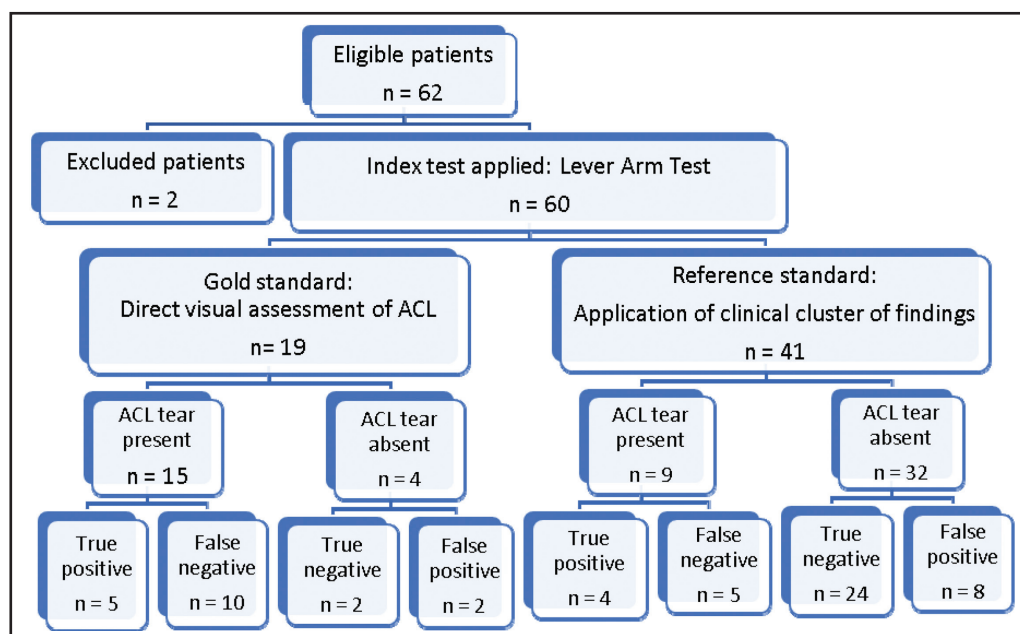 Eligible patients
n = 62
Excluded patients
n = 2
Index test applied: Lever Arm Test
n = 60
Gold standard:
Direct visual assessment of ACL
n= 19
Reference standard:
Application of clinical cluster of findings
n = 41
ACL tear
present
n = 15
ACL tear
absent
n = 4
ACL tear
present
n = 9
ACL tear
absent
n = 32
True
positive
n = 5
False
negative
n = 10
True
negative
n = 2
False
positive
n = 2
True
positive
n = 4
False
negative
n = 5
True
negative
n = 24
False
positive
n = 8